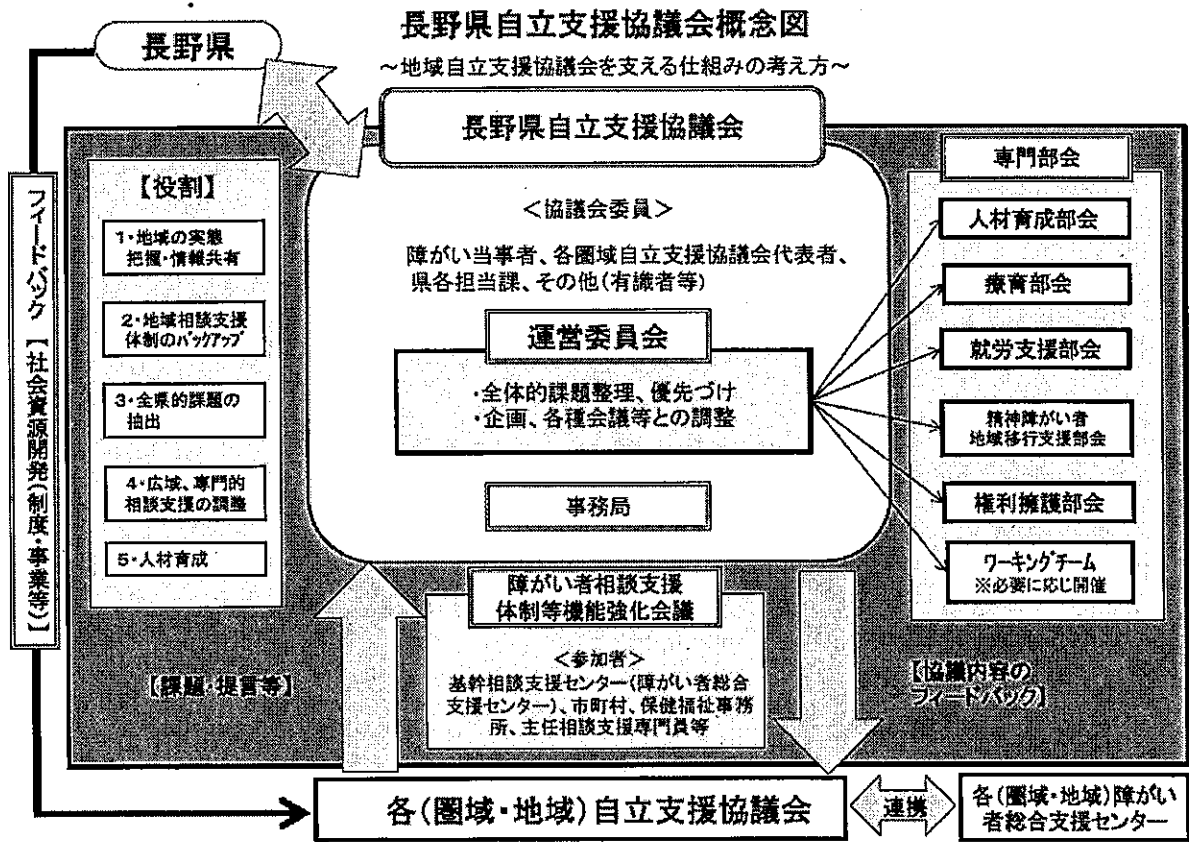 長野県自立支援協議会概念図
～地域自立支援協議会を支える仕組みの考え方～
長野県
長野県自立支援協議会
フィードバック【社会資源開発(制度・事業等)】
【役割】
1・地域の実態
把握・情報共有
2・地域相談支援
体制のバックアップ
3・全県的課題の
抽出
4・広域、専門的
相談支援の調整
5・人材育成
＜協議会委員＞
障がい当事者、各圏域自立支援協議会代表者、
県各担当課、その他(有識者等)
運営委員会
・全体的課題整理、優先づけ
・企画、各種会議等との調整
事務局
専門部会
人材育成部会
療育部会
就労支援部会
精神障がい者
地域移行支援部会
権利擁護部会
ワーキングチーム
※必要に応じ開催
障がい者相談支援
体制等機能強化会議
＜参加者＞
基幹相談支援センター(障がい者総合
支援センター)、市町村、保健福祉事務
所、主任相談支援専門員等
【課題・提言等】
【協議内容の
フィードバック】
各(圏域・地域)自立支援協議会
連携
各(圏域・地域)障がい
者総合支援センター